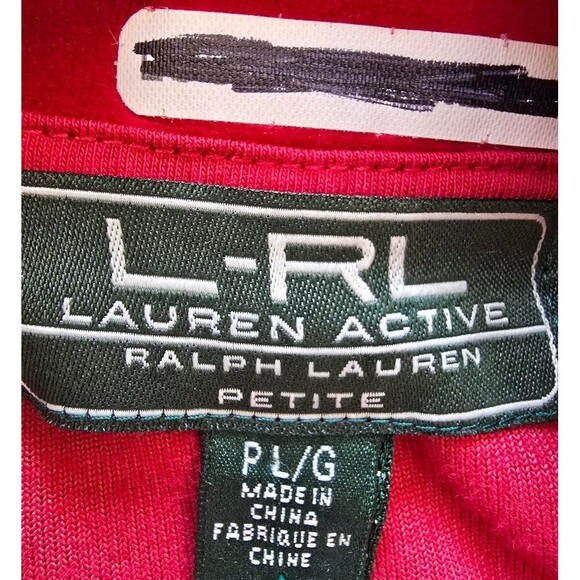 L-RL
LAUREN ACTIVE
RALPH LAUREN
PETITE
PL/G
MADE IN
CHINA
FABRIQUE EN
CHINE